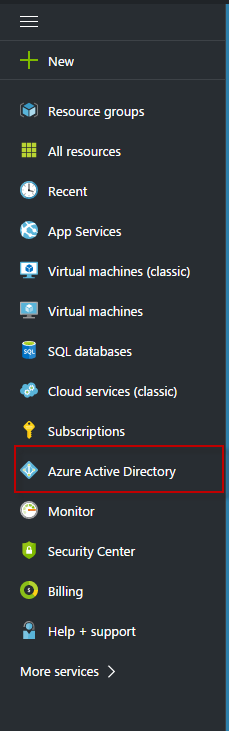 New
Resource groups
All resources
Recent
App Services
Virtual machines (classic)
Virtual machines
SQL
SQL databases
Cloud services (classic)
Subscriptions
Azure Active Directory
Monitor
Security Center
Billing
Help + support
More services